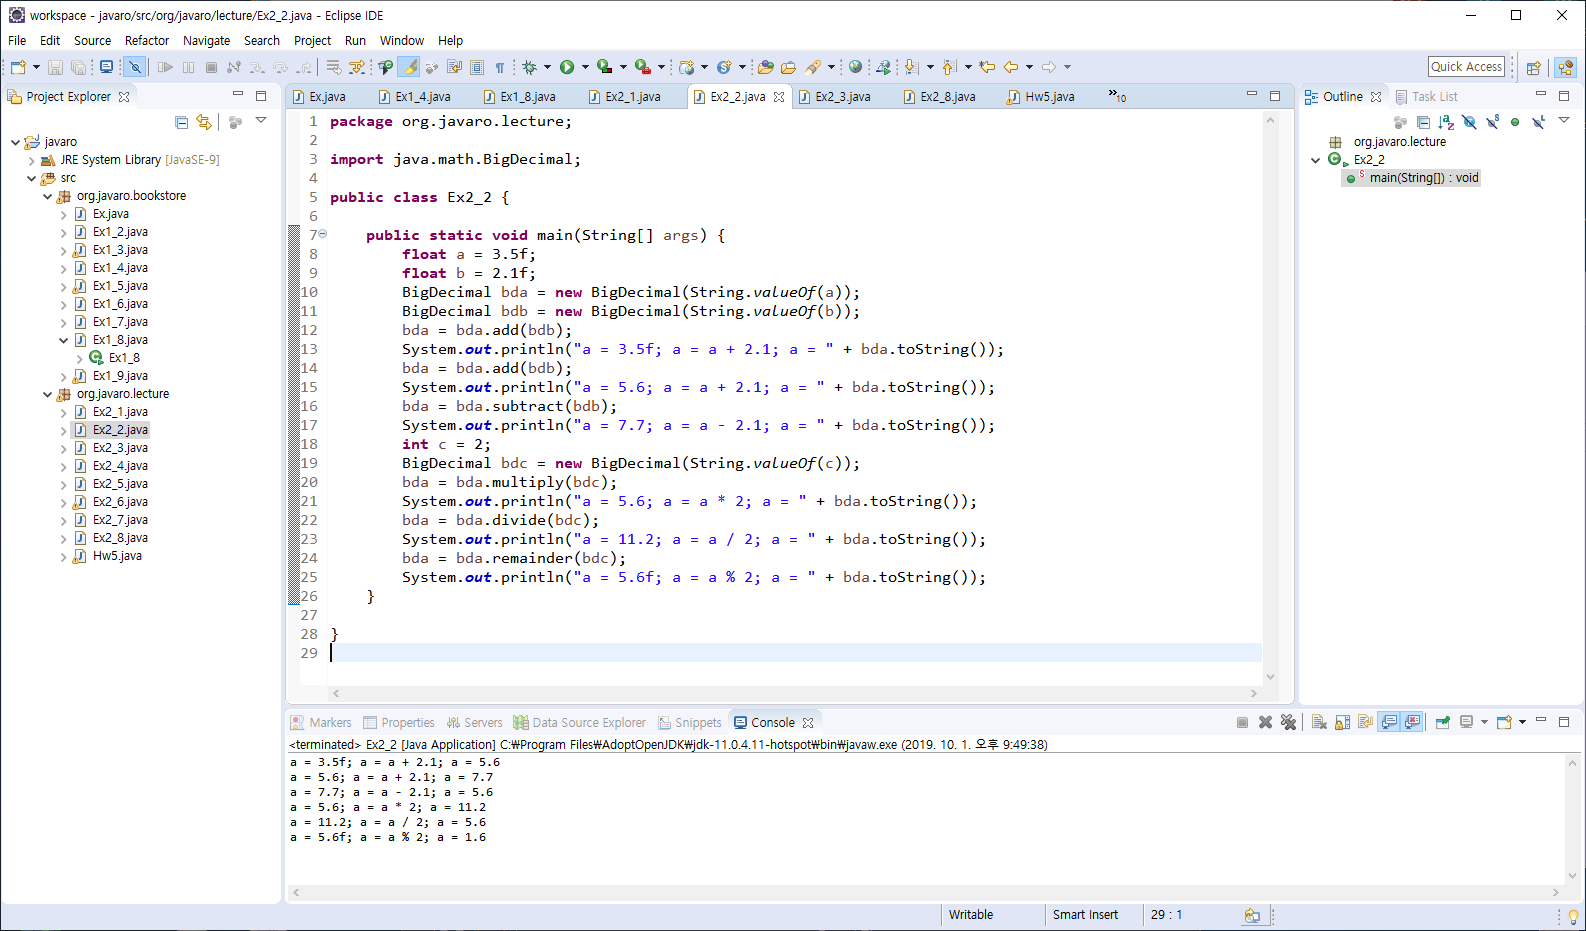 workspace - javaro/src/org/javaro/lecture/Ex2_2.java - Eclipse IDE
File Edit Source Refactor Navigate Search Project Run Window Help
Quick Access
Project Explorer
javaro
JRE System Library [JavaSE-9]
src
org.javaro.bookstore
Ex.java
Ex1_2.java
Ex1_3.java
Ex1_4.java
Ex1_5.java
Ex1_6.java
Ex1_7.java
Ex1_8.java
Ex1_8
Ex1_9.java
org.javaro.lecture
Ex2_1.java
Ex2_2.java
Ex2_3.java
Ex2_4.java
Ex2_5.java
Ex2_6.java
Ex2_7.java
Ex2_8.java
Hw5.java
Ex.java Ex1_4.java Ex1_8.java Ex2_1.java Ex2_2.java Ex2_3.java Ex2_8.java Hw5.java »10
1 package org.javaro.lecture;
2
3 import java.math.BigDecimal;
4
5 public class Ex2_2 {
6
7     public static void main(String[] args) {
8         float a = 3.5f;
9         float b = 2.1f;
10         BigDecimal bda = new BigDecimal(String.valueOf(a));
11         BigDecimal bdb = new BigDecimal(String.valueOf(b));
12         bda = bda.add(bdb);
13         System.out.println("a = 3.5f; a = a + 2.1; a = " + bda.toString());
14         bda = bda.add(bdb);
15         System.out.println("a = 5.6; a = a + 2.1; a = " + bda.toString());
16         bda = bda.subtract(bdb);
17         System.out.println("a = 7.7; a = a - 2.1; a = " + bda.toString());
18         int c = 2;
19         BigDecimal bdc = new BigDecimal(String.valueOf(c));
20         bda = bda.multiply(bdc);
21         System.out.println("a = 5.6; a = a * 2; a = " + bda.toString());
22         bda = bda.divide(bdc);
23         System.out.println("a = 11.2; a = a / 2; a = " + bda.toString());
24         bda = bda.remainder(bdc);
25         System.out.println("a = 5.6f; a = a % 2; a = " + bda.toString());
26     }
27
28 }
29
Outline Task List
org.javaro.lecture
Ex2_2
main(String[]) : void
Markers Properties Servers Data Source Explorer Snippets Console
<terminated> Ex2_2 [Java Application] C:₩Program Files₩AdoptOpenJDK₩jdk-11.0.4.11-hotspot₩bin₩javaw.exe (2019. 10. 1. 오후 9:49:38)
a = 3.5f; a = a + 2.1; a = 5.6
a = 5.6; a = a + 2.1; a = 7.7
a = 7.7; a = a - 2.1; a = 5.6
a = 5.6; a = a * 2; a = 11.2
a = 11.2; a = a / 2; a = 5.6
a = 5.6f; a = a % 2; a = 1.6
Writable Smart Insert 29 : 1